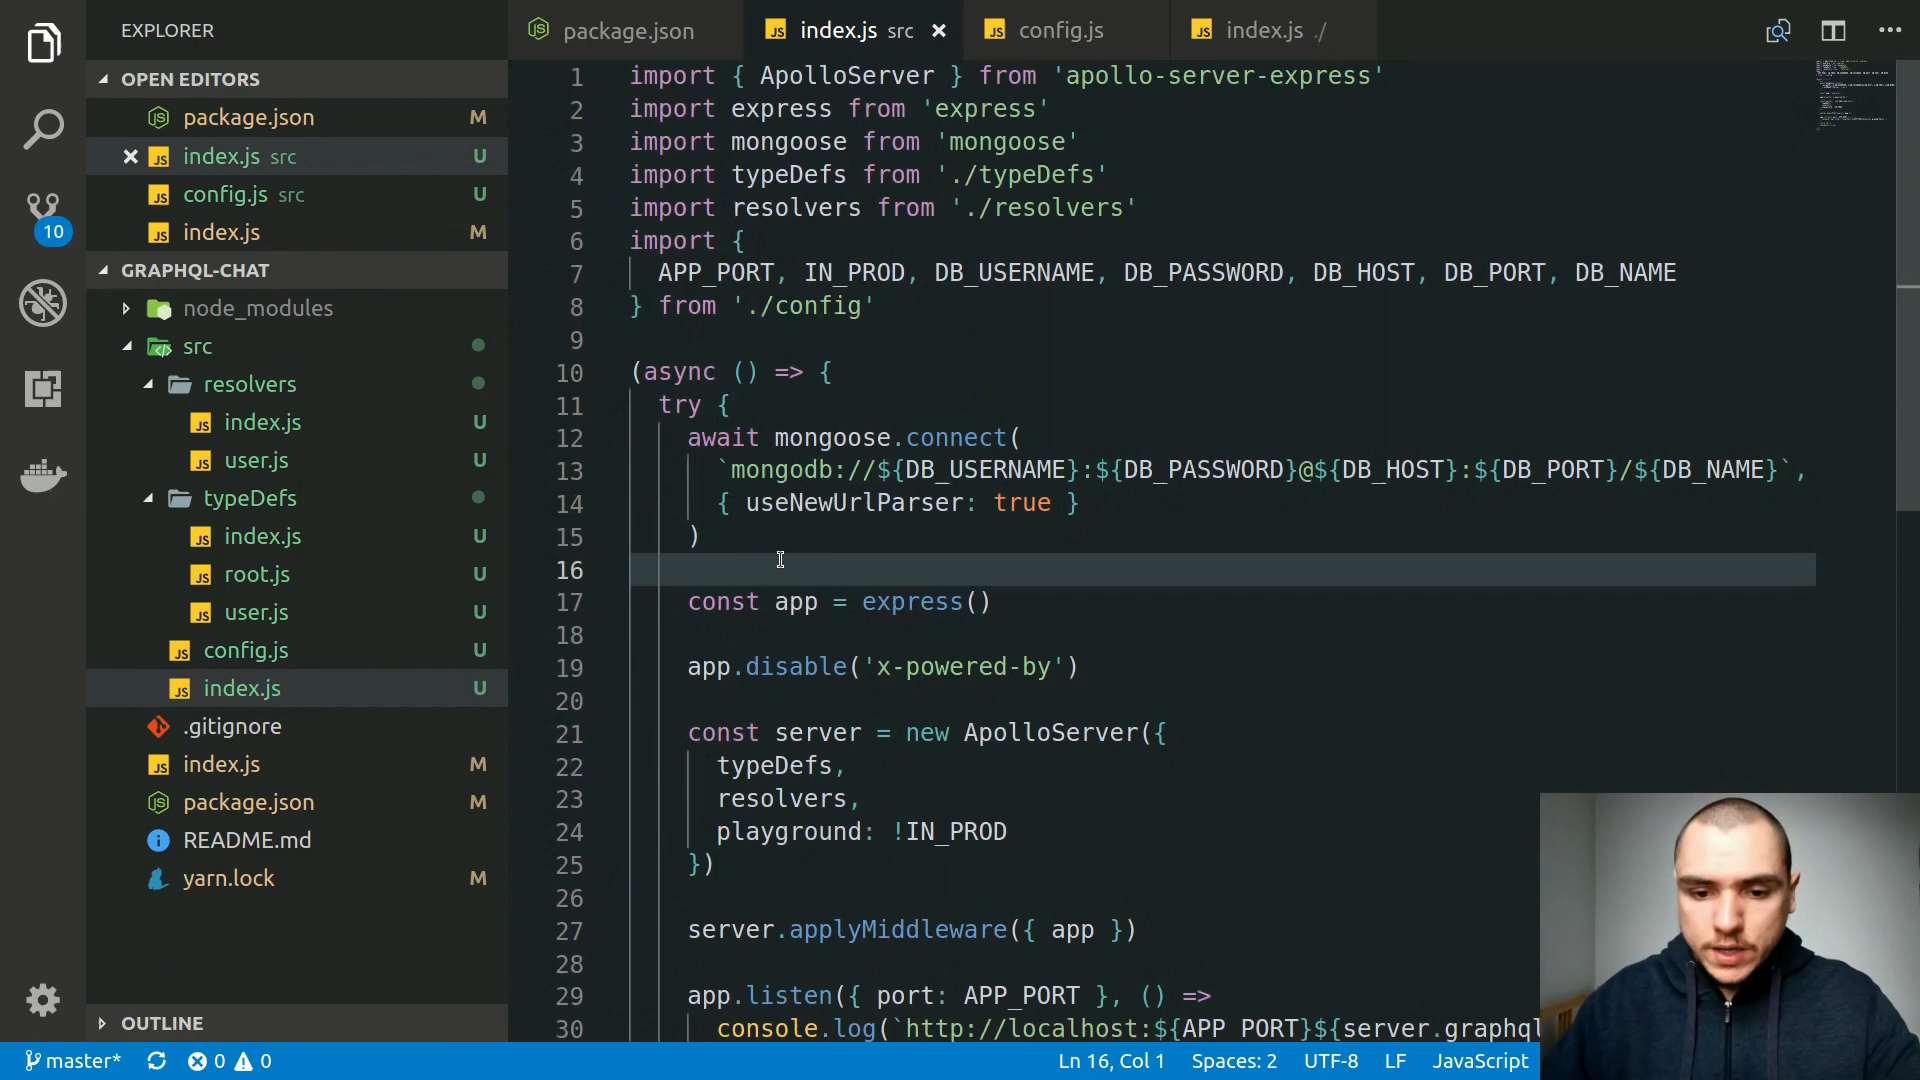 EXPLORER
OPEN EDITORS
package.json M
index.js src U
config.js src U
index.js M
GRAPHQL-CHAT
node_modules
src
resolvers
index.js U
user.js U
typeDefs
index.js U
root.js U
user.js U
config.js U
index.js U
.gitignore
index.js M
package.json M
README.md
yarn.lock M
OUTLINE
10
package.json
index.js src
config.js
index.js ./
1 import { ApolloServer } from 'apollo-server-express'
2 import express from 'express'
3 import mongoose from 'mongoose'
4 import typeDefs from './typeDefs'
5 import resolvers from './resolvers'
6 import {
7 APP_PORT, IN_PROD, DB_USERNAME, DB_PASSWORD, DB_HOST, DB_PORT, DB_NAME
8 } from './config'
9
10 (async () => {
11 try {
12 await mongoose.connect(
13 `mongodb://${DB_USERNAME}:${DB_PASSWORD}@${DB_HOST}:${DB_PORT}/${DB_NAME}`,
14 { useNewUrlParser: true }
15 )
16
17 const app = express()
18
19 app.disable('x-powered-by')
20
21 const server = new ApolloServer({
22 typeDefs,
23 resolvers,
24 playground: !IN_PROD
25 })
26
27 server.applyMiddleware({ app })
28
29 app.listen({ port: APP_PORT }, () =>
30 console.log(`http://localhost:${APP_PORT}${server.graphql
master* 0 0 Ln 16, Col 1 Spaces: 2 UTF-8 LF JavaScript